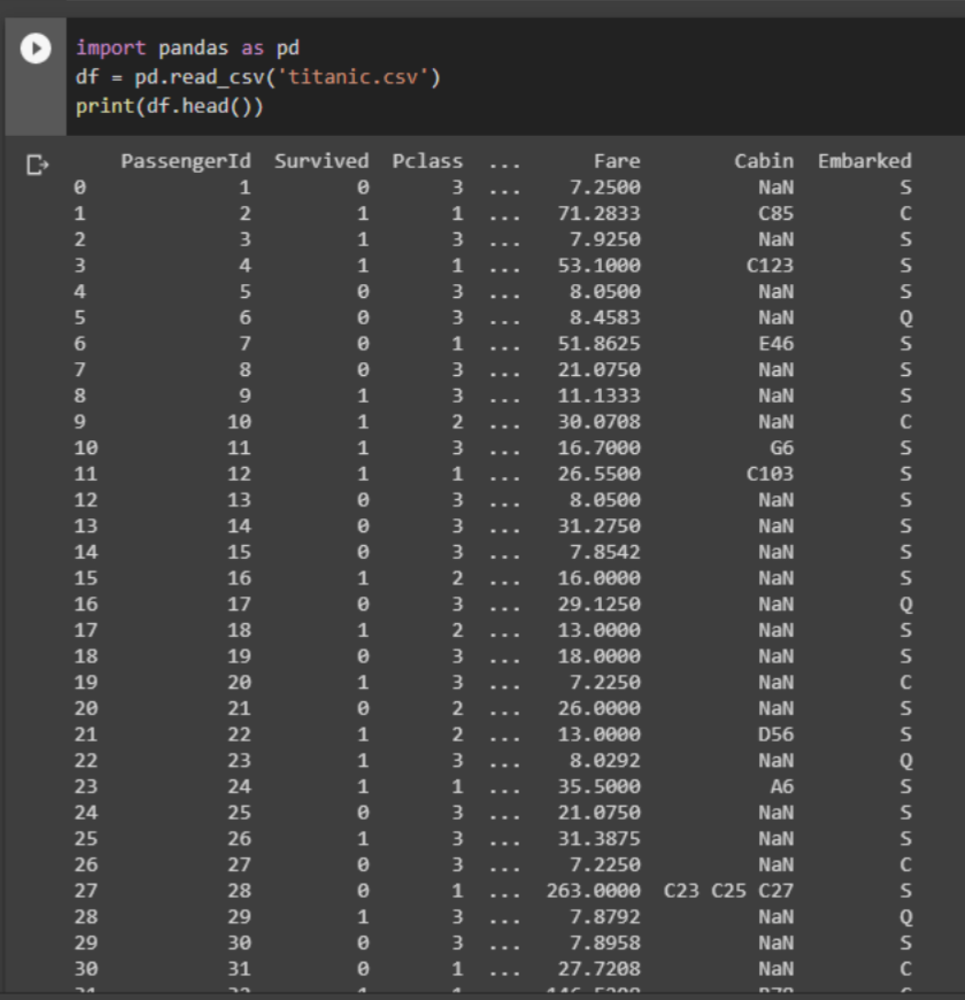 import pandas as pd
df = pd.read_csv('titanic.csv')
print(df.head())
PassengerId Survived Pclass ... Fare Cabin Embarked
0 1 0 3 ... 7.2500 NaN S
1 2 1 1 ... 71.2833 C85 C
2 3 1 3 ... 7.9250 NaN S
3 4 1 1 ... 53.1000 C123 S
4 5 0 3 ... 8.0500 NaN S
5 6 0 3 ... 8.4583 NaN Q
6 7 0 1 ... 51.8625 E46 S
7 8 0 3 ... 21.0750 NaN S
8 9 1 3 ... 11.1333 NaN S
9 10 1 2 ... 30.0708 NaN C
10 11 1 3 ... 16.7000 G6 S
11 12 1 1 ... 26.5500 C103 S
12 13 0 3 ... 8.0500 NaN S
13 14 0 3 ... 31.2750 NaN S
14 15 0 3 ... 7.8542 NaN S
15 16 1 2 ... 16.0000 NaN S
16 17 0 3 ... 29.1250 NaN Q
17 18 1 2 ... 13.0000 NaN S
18 19 0 3 ... 18.0000 NaN S
19 20 1 3 ... 7.2250 NaN C
20 21 0 2 ... 26.0000 NaN S
21 22 1 2 ... 13.0000 D56 S
22 23 1 3 ... 8.0292 NaN Q
23 24 1 1 ... 35.5000 A6 S
24 25 0 3 ... 21.0750 NaN S
25 26 1 3 ... 31.3875 NaN S
26 27 0 3 ... 7.2250 NaN C
27 28 0 1 ... 263.0000 C23 C25 C27 S
28 29 1 3 ... 7.8792 NaN Q
29 30 0 3 ... 7.8958 NaN S
30 31 0 1 ... 27.7208 NaN C